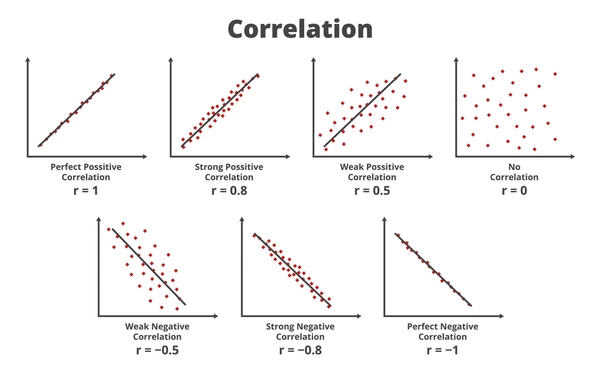 Correlation
Perfect Possitive
Correlation
r = 1
Strong Possitive
Correlation
r = 0.8
Weak Possitive
Correlation
r = 0.5
No
Correlation
r = 0
Weak Negative
Correlation
r = −0.5
Strong Negative
Correlation
r = −0.8
Perfect Negative
Correlation
r = −1